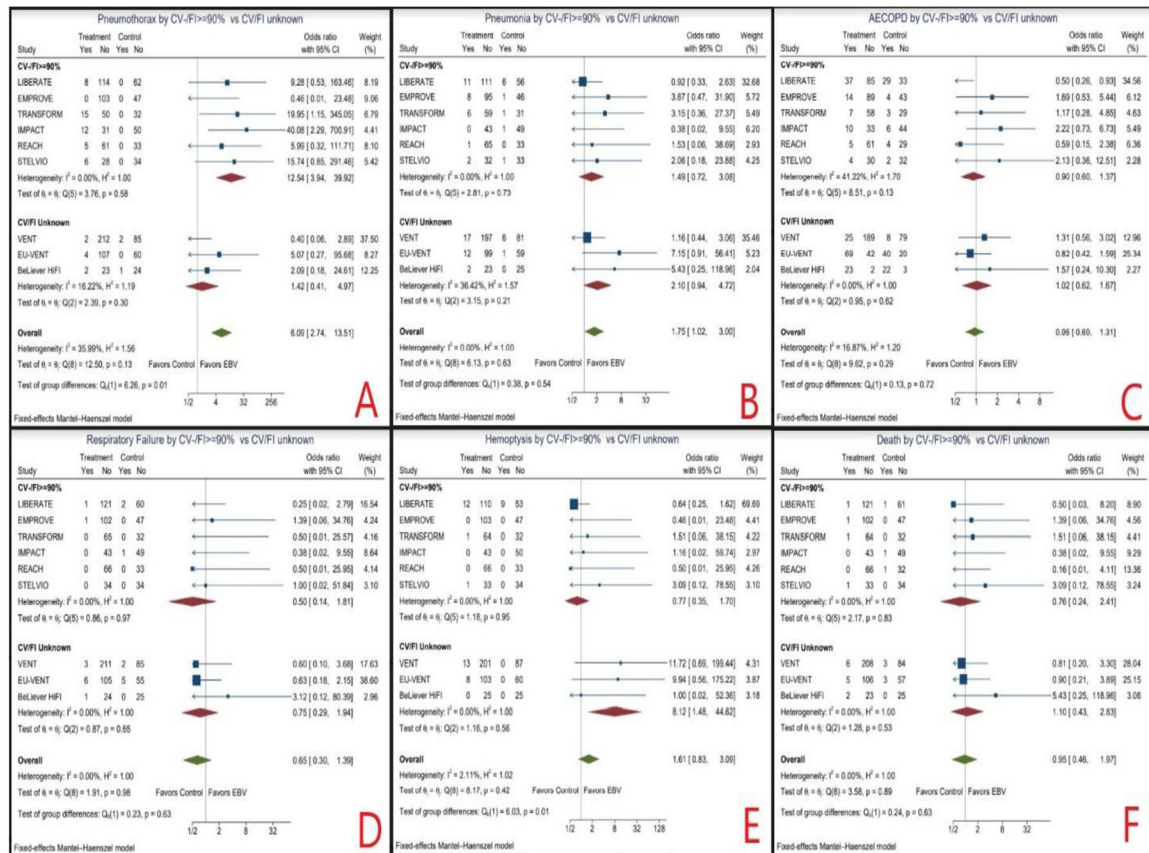 Pneumothorax by CV-/FI>=90% vs CV/FI unknown
Treatment Control Odds ratio Weight
Study Yes No Yes No with 95% CI (%)
CV-/FI>=90%
LIBERATE 8 114 0 62 9.28 [ 0.53, 163.46] 8.19
EMPROVE 0 103 0 47 0.46 [ 0.01, 23.48] 9.06
TRANSFORM 15 50 0 32 19.95 [ 1.15, 345.05] 6.79
IMPACT 12 31 0 50 40.08 [ 2.29, 700.91] 4.41
REACH 5 61 0 33 5.99 [ 0.32, 111.71] 8.10
STELVIO 6 28 0 34 15.74 [ 0.85, 291.46] 5.42
Heterogeneity: I² = 0.00%, H² = 1.00 12.54 [ 3.94, 39.92]
Test of θᵢ = θⱼ: Q(5) = 3.76, p = 0.58
CV/FI Unknown
VENT 2 212 2 85 0.40 [ 0.06, 2.89] 37.50
EU-VENT 4 107 0 60 5.07 [ 0.27, 95.68] 8.27
BeLiever HiFI 2 23 1 24 2.09 [ 0.18, 24.61] 12.25
Heterogeneity: I² = 16.22%, H² = 1.19 1.42 [ 0.41, 4.97]
Test of θᵢ = θⱼ: Q(2) = 2.39, p = 0.30
Overall 6.09 [ 2.74, 13.51]
Heterogeneity: I² = 35.99%, H² = 1.56
Test of θᵢ = θⱼ: Q(8) = 12.50, p = 0.13 Favors Control Favors EBV
Test of group differences: Q_b(1) = 6.26, p = 0.01
1/2 4 32 256
Fixed-effects Mantel–Haenszel model
A
Pneumonia by CV-/FI>=90% vs CV/FI unknown
Treatment Control Odds ratio Weight
Study Yes No Yes No with 95% CI (%)
CV-/FI>=90%
LIBERATE 11 111 6 56 0.92 [ 0.33, 2.63] 32.68
EMPROVE 8 95 1 46 3.87 [ 0.47, 31.90] 5.72
TRANSFORM 6 59 1 31 3.15 [ 0.36, 27.37] 5.49
IMPACT 0 43 1 49 0.38 [ 0.02, 9.55] 6.20
REACH 1 65 0 33 1.53 [ 0.06, 38.69] 2.93
STELVIO 2 32 1 33 2.06 [ 0.18, 23.88] 4.25
Heterogeneity: I² = 0.00%, H² = 1.00 1.49 [ 0.72, 3.08]
Test of θᵢ = θⱼ: Q(5) = 2.81, p = 0.73
CV/FI Unknown
VENT 17 197 6 81 1.16 [ 0.44, 3.06] 35.46
EU-VENT 12 99 1 59 7.15 [ 0.91, 56.41] 5.23
BeLiever HiFI 2 23 0 25 5.43 [ 0.25, 118.96] 2.04
Heterogeneity: I² = 36.42%, H² = 1.57 2.10 [ 0.94, 4.72]
Test of θᵢ = θⱼ: Q(2) = 3.15, p = 0.21
Overall 1.75 [ 1.02, 3.00]
Heterogeneity: I² = 0.00%, H² = 1.00
Test of θᵢ = θⱼ: Q(8) = 6.13, p = 0.63 Favors Control Favors EBV
Test of group differences: Q_b(1) = 0.38, p = 0.54
1/2 2 8 32
Fixed-effects Mantel–Haenszel model
B
AECOPD by CV-/FI>=90% vs CV/FI unknown
Treatment Control Odds ratio Weight
Study Yes No Yes No with 95% CI (%)
CV-/FI>=90%
LIBERATE 37 85 29 33 0.50 [ 0.26, 0.93] 34.56
EMPROVE 14 89 4 43 1.69 [ 0.53, 5.44] 6.12
TRANSFORM 7 58 3 29 1.17 [ 0.28, 4.85] 4.63
IMPACT 10 33 6 44 2.22 [ 0.73, 6.73] 5.49
REACH 5 61 4 29 0.59 [ 0.15, 2.38] 6.36
STELVIO 4 30 2 32 2.13 [ 0.36, 12.51] 2.28
Heterogeneity: I² = 41.22%, H² = 1.70 0.90 [ 0.60, 1.37]
Test of θᵢ = θⱼ: Q(5) = 8.51, p = 0.13
CV/FI Unknown
VENT 25 189 8 79 1.31 [ 0.56, 3.02] 12.96
EU-VENT 69 42 40 20 0.82 [ 0.42, 1.59] 25.34
BeLiever HiFI 23 2 22 3 1.57 [ 0.24, 10.30] 2.27
Heterogeneity: I² = 0.00%, H² = 1.00 1.02 [ 0.62, 1.67]
Test of θᵢ = θⱼ: Q(2) = 0.95, p = 0.62
Overall 0.95 [ 0.69, 1.31]
Heterogeneity: I² = 16.87%, H² = 1.20
Test of θᵢ = θⱼ: Q(8) = 9.62, p = 0.29 Favors Control Favors EBV
Test of group differences: Q_b(1) = 0.13, p = 0.72
1/2 1 2 4 8
Fixed-effects Mantel–Haenszel model
C
Respiratory Failure by CV-/FI>=90% vs CV/FI unknown
Treatment Control Odds ratio Weight
Study Yes No Yes No with 95% CI (%)
CV-/FI>=90%
LIBERATE 1 121 2 60 0.25 [ 0.02, 2.79] 16.54
EMPROVE 1 102 0 47 1.39 [ 0.06, 34.76] 4.24
TRANSFORM 0 65 0 32 0.50 [ 0.01, 25.57] 4.16
IMPACT 0 43 1 49 0.38 [ 0.02, 9.55] 8.64
REACH 0 66 0 33 0.50 [ 0.01, 25.95] 4.14
STELVIO 0 34 0 34 1.00 [ 0.02, 51.84] 3.10
Heterogeneity: I² = 0.00%, H² = 1.00 0.50 [ 0.14, 1.81]
Test of θᵢ = θⱼ: Q(5) = 0.86, p = 0.97
CV/FI Unknown
VENT 3 211 2 85 0.60 [ 0.10, 3.68] 17.63
EU-VENT 6 105 5 55 0.63 [ 0.18, 2.15] 38.60
BeLiever HiFI 1 24 0 25 3.12 [ 0.12, 80.39] 2.96
Heterogeneity: I² = 0.00%, H² = 1.00 0.75 [ 0.29, 1.94]
Test of θᵢ = θⱼ: Q(2) = 0.87, p = 0.65
Overall 0.65 [ 0.30, 1.39]
Heterogeneity: I² = 0.00%, H² = 1.00
Test of θᵢ = θⱼ: Q(8) = 1.91, p = 0.98 Favors Control Favors EBV
Test of group differences: Q_b(1) = 0.23, p = 0.63
1/2 2 8 32
Fixed-effects Mantel–Haenszel model
D
Hemoptysis by CV-/FI>=90% vs CV/FI unknown
Treatment Control Odds ratio Weight
Study Yes No Yes No with 95% CI (%)
CV-/FI>=90%
LIBERATE 12 110 9 53 0.64 [ 0.25, 1.62] 69.69
EMPROVE 0 103 0 47 0.46 [ 0.01, 23.48] 4.41
TRANSFORM 1 64 0 32 1.51 [ 0.06, 38.15] 4.22
IMPACT 0 43 0 50 1.16 [ 0.02, 59.74] 2.97
REACH 0 66 0 33 0.50 [ 0.01, 25.95] 4.26
STELVIO 1 33 0 34 3.09 [ 0.12, 78.55] 3.10
Heterogeneity: I² = 0.00%, H² = 1.00 0.77 [ 0.35, 1.70]
Test of θᵢ = θⱼ: Q(5) = 1.18, p = 0.95
CV/FI Unknown
VENT 13 201 0 87 11.72 [ 0.69, 199.44] 4.31
EU-VENT 8 103 0 60 9.94 [ 0.56, 175.22] 3.87
BeLiever HiFI 0 25 0 25 1.00 [ 0.02, 52.36] 3.18
Heterogeneity: I² = 0.00%, H² = 1.00 8.12 [ 1.48, 44.62]
Test of θᵢ = θⱼ: Q(2) = 1.16, p = 0.56
Overall 1.61 [ 0.83, 3.09]
Heterogeneity: I² = 2.11%, H² = 1.02
Test of θᵢ = θⱼ: Q(8) = 8.17, p = 0.42 Favors Control Favors EBV
Test of group differences: Q_b(1) = 6.03, p = 0.01
1/2 2 8 32 128
Fixed-effects Mantel–Haenszel model
E
Death by CV-/FI>=90% vs CV/FI unknown
Treatment Control Odds ratio Weight
Study Yes No Yes No with 95% CI (%)
CV-/FI>=90%
LIBERATE 1 121 1 61 0.50 [ 0.03, 8.20] 8.90
EMPROVE 1 102 0 47 1.39 [ 0.06, 34.76] 4.56
TRANSFORM 1 64 0 32 1.51 [ 0.06, 38.15] 4.41
IMPACT 0 43 1 49 0.38 [ 0.02, 9.55] 9.29
REACH 0 66 1 32 0.16 [ 0.01, 4.11] 13.36
STELVIO 1 33 0 34 3.09 [ 0.12, 78.55] 3.24
Heterogeneity: I² = 0.00%, H² = 1.00 0.76 [ 0.24, 2.41]
Test of θᵢ = θⱼ: Q(5) = 2.17, p = 0.83
CV/FI Unknown
VENT 6 208 3 84 0.81 [ 0.20, 3.30] 28.04
EU-VENT 5 106 3 57 0.90 [ 0.21, 3.89] 25.15
BeLiever HiFI 2 23 0 25 5.43 [ 0.25, 118.96] 3.06
Heterogeneity: I² = 0.00%, H² = 1.00 1.10 [ 0.43, 2.83]
Test of θᵢ = θⱼ: Q(2) = 1.28, p = 0.53
Overall 0.95 [ 0.46, 1.97]
Heterogeneity: I² = 0.00%, H² = 1.00
Test of θᵢ = θⱼ: Q(8) = 3.58, p = 0.89 Favors Control Favors EBV
Test of group differences: Q_b(1) = 0.24, p = 0.63
1/2 2 8 32
Fixed-effects Mantel–Haenszel model
F